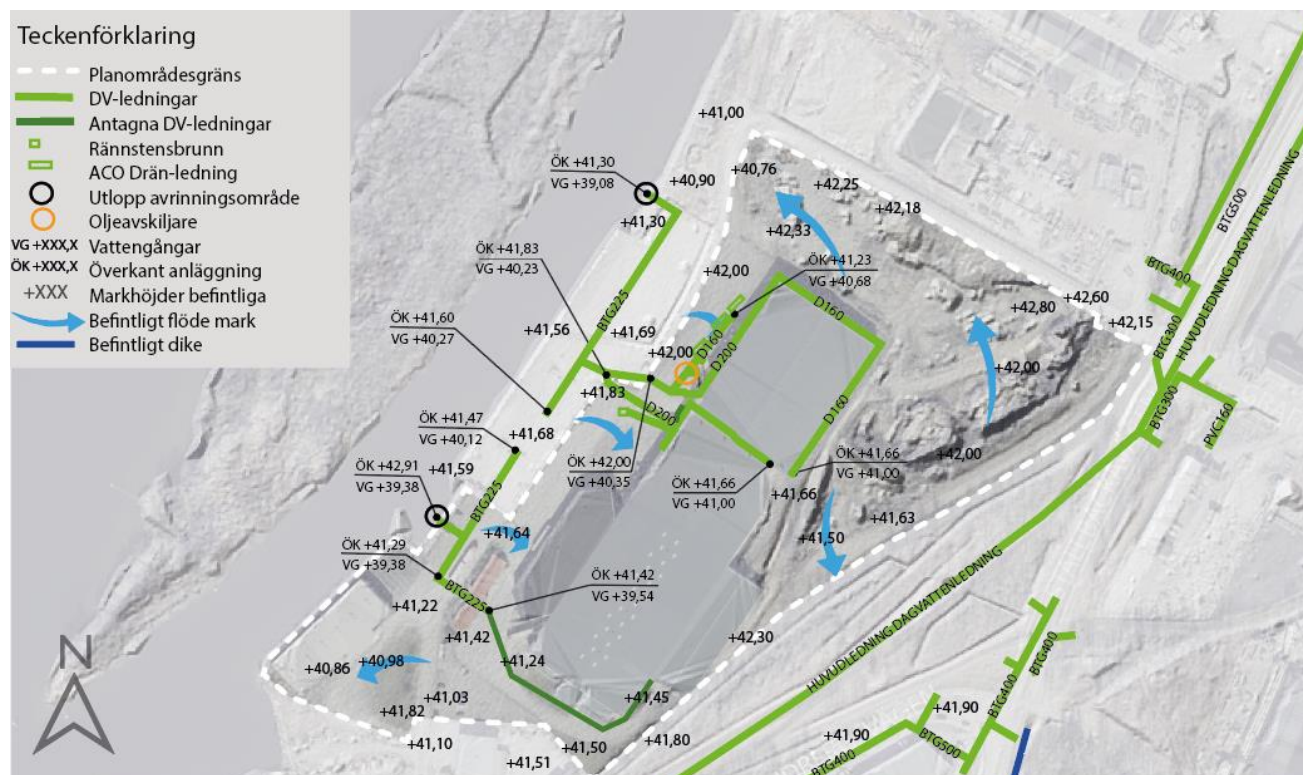 Teckenförklaring
Planområdesgräns
DV-ledningar
Antagna DV-ledningar
Rännstensbrunn
ACO Drän-ledning
Utlopp avrinningsområde
Oljeavskiljare
VG +XXX,X Vattengångar
ÖK +XXX,X Överkant anläggning
+XXX Markhöjder befintliga
Befintligt flöde mark
Befintligt dike
+41,00
ÖK +41,30
VG +39,08
+40,90
+40,76
+42,25
+42,18
+41,30
+42,33
BTG500
HUVUDLEDNING DAGVATTENLEDNING
ÖK +41,83
VG +40,23
+42,00
ÖK +41,23
VG +40,68
BTG400
+42,60
+42,80
+42,15
D160
BTG225
ÖK +41,60
VG +40,27
+41,56
+41,69
D160
D200
BTG300
+42,00
+42,00
+41,83
D200
D160
BTG300
PVC160
ÖK +41,47
VG +40,12
+41,68
ÖK +42,00
VG +40,35
ÖK +41,66
VG +41,00
ÖK +41,66
VG +41,00
+42,00
ÖK +42,91
VG +39,38
+41,59
BTG225
+41,66
+41,63
+41,50
+41,64
ÖK +41,29
VG +39,38
BTG225
ÖK +41,42
VG +39,54
HUVUDLEDNING DAGVATTENLEDNING
+41,22
+41,42
+42,30
N
+40,86
+40,98
+41,24
+41,03
+41,45
BTG400
BTG400
+41,82
+41,10
+41,51
+41,50
+41,80
+41,90
+41,90
BTG500
BTG400